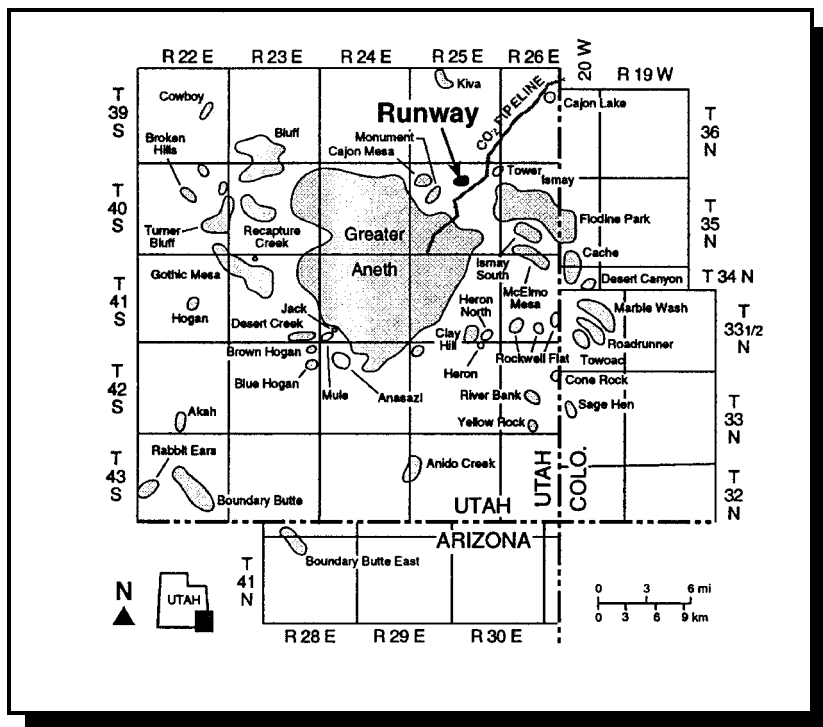 R 22 E
R 23 E
R 24 E
R 25 E
R 26 E
20 W
R 19 W
T
39
S
Cowboy
Kiva
Cajon Lake
CO2 PIPELINE
T
36
N
Runway
Broken
Hills
Bluff
Monument
Cajon Mesa
Tower
Ismay
T
40
S
Turner
Bluff
Recapture
Creek
Greater
Aneth
Flodine Park
T
35
N
Ismay
South
Cache
Desert Canyon
T 34 N
Gothic Mesa
McElmo
Mesa
T
41
S
Hogan
Jack
Desert Creek
Heron
North
Clay
Hill
Marble Wash
Roadrunner
Towoac
T
33 1/2
N
Brown Hogan
Blue Hogan
Mule
Anasazi
Heron
Rockwell Flat
Cone Rock
T
42
S
River Bank
Sage Hen
Akah
Yellow Rock
T
33
N
T
43
S
Rabbit Ears
Boundary Butte
Anido Creek
UTAH
COLO.
T
32
N
UTAH
ARIZONA
Boundary Butte East
T
41
N
N
UTAH
0 3 6 mi
0 3 6 9 km
R 28 E
R 29 E
R 30 E